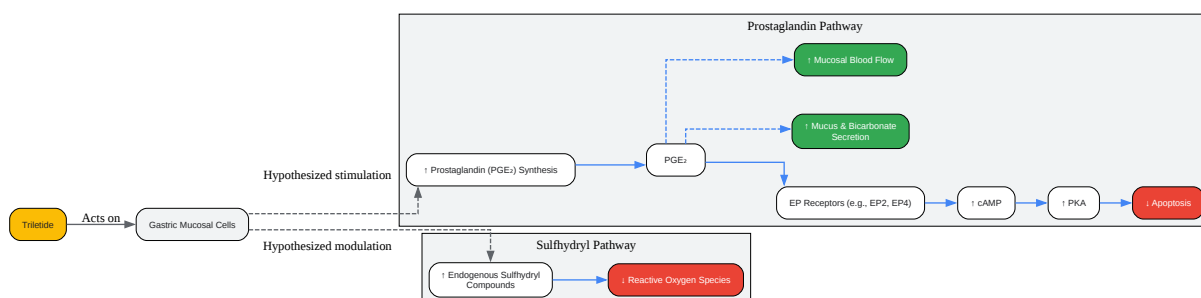 Prostaglandin Pathway
↑ Mucosal Blood Flow
↑ Mucus & Bicarbonate
Secretion
↑ Prostaglandin (PGE₂) Synthesis
PGE₂
Hypothesized stimulation
EP Receptors (e.g., EP2, EP4)
↑ cAMP
↑ PKA
↓ Apoptosis
Triletide
Acts on
Gastric Mucosal Cells
Hypothesized modulation
Sulfhydryl Pathway
↑ Endogenous Sulfhydryl
Compounds
↓ Reactive Oxygen Species